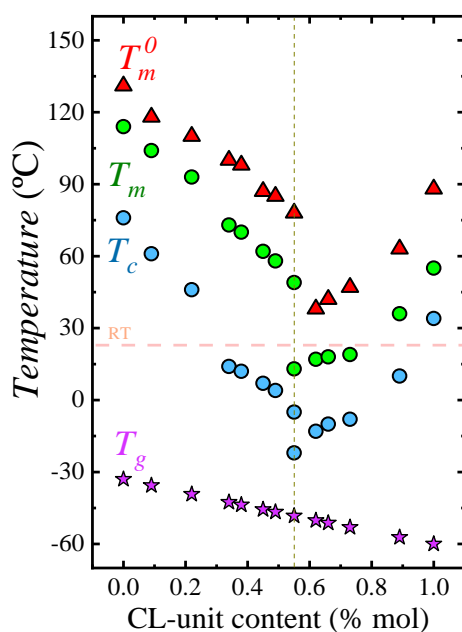 150
120
90
60
30
0
-30
-60
Temperature (ºC)
T_m^0
T_m
T_c
RT
T_g
0.0 0.2 0.4 0.6 0.8 1.0
CL-unit content (% mol)